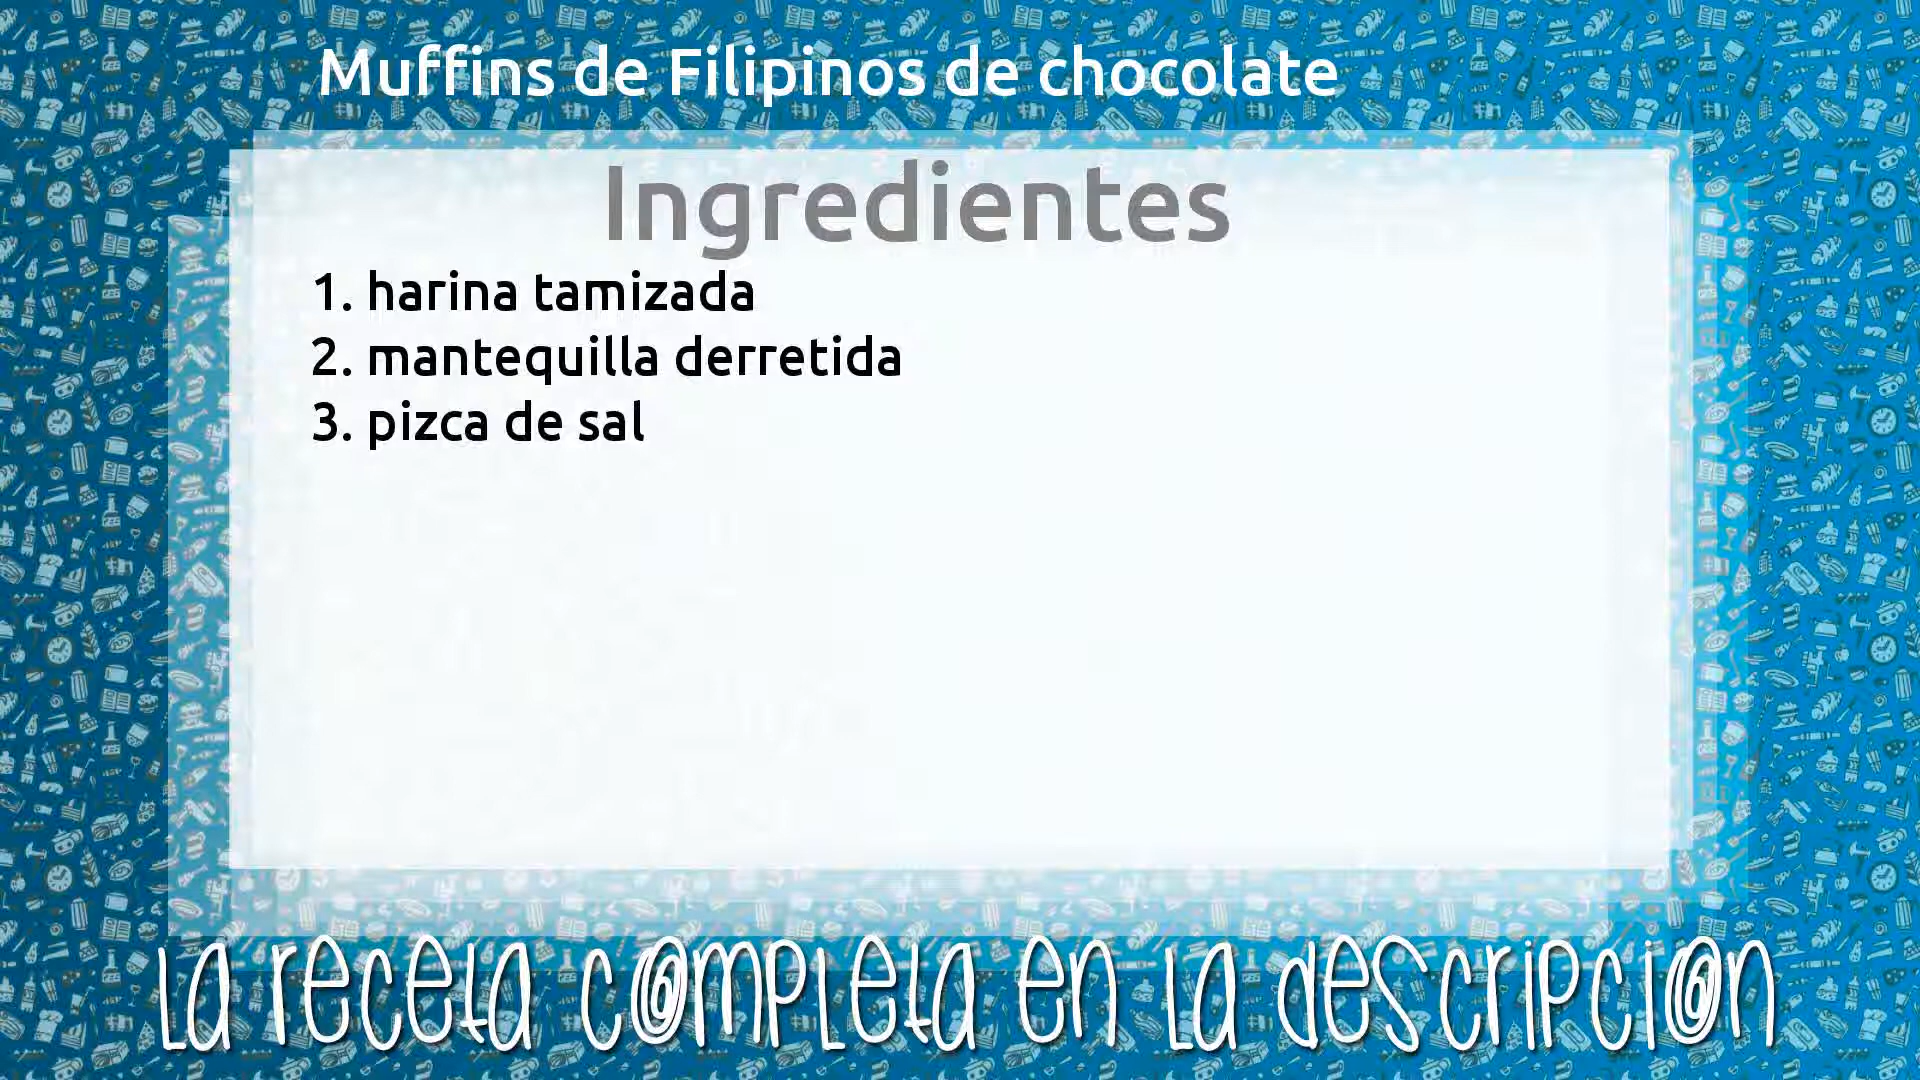 Muffins de Filipinos de chocolate
Ingredientes
1. harina tamizada
2. mantequilla derretida
3. pizca de sal
La receta completa en la descripcion